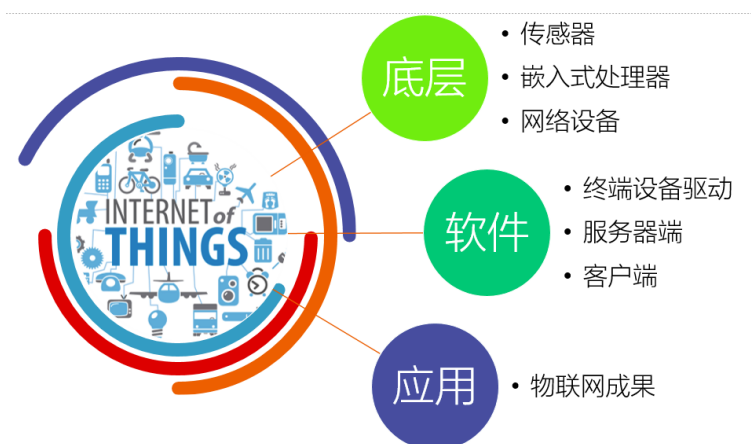 INTERNET of
THINGS
底层
• 传感器
• 嵌入式处理器
• 网络设备
软件
• 终端设备驱动
• 服务器端
• 客户端
应用
• 物联网成果